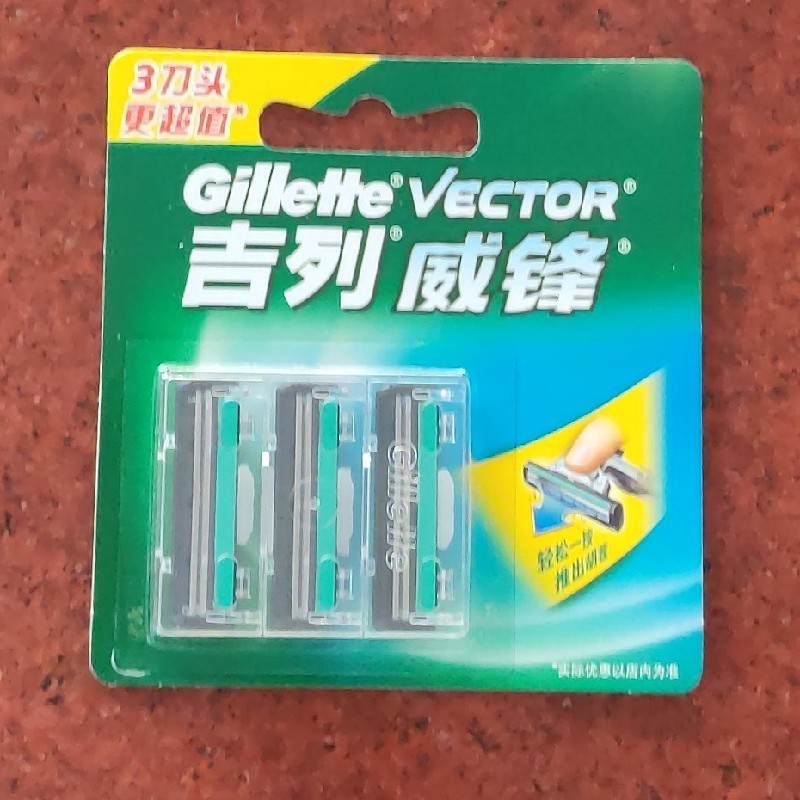 3刀头
更超值*
Gillette® VECTOR®
吉列® 威锋®
Gillette
轻松一按
推出胡茬
*实际优惠以店内为准